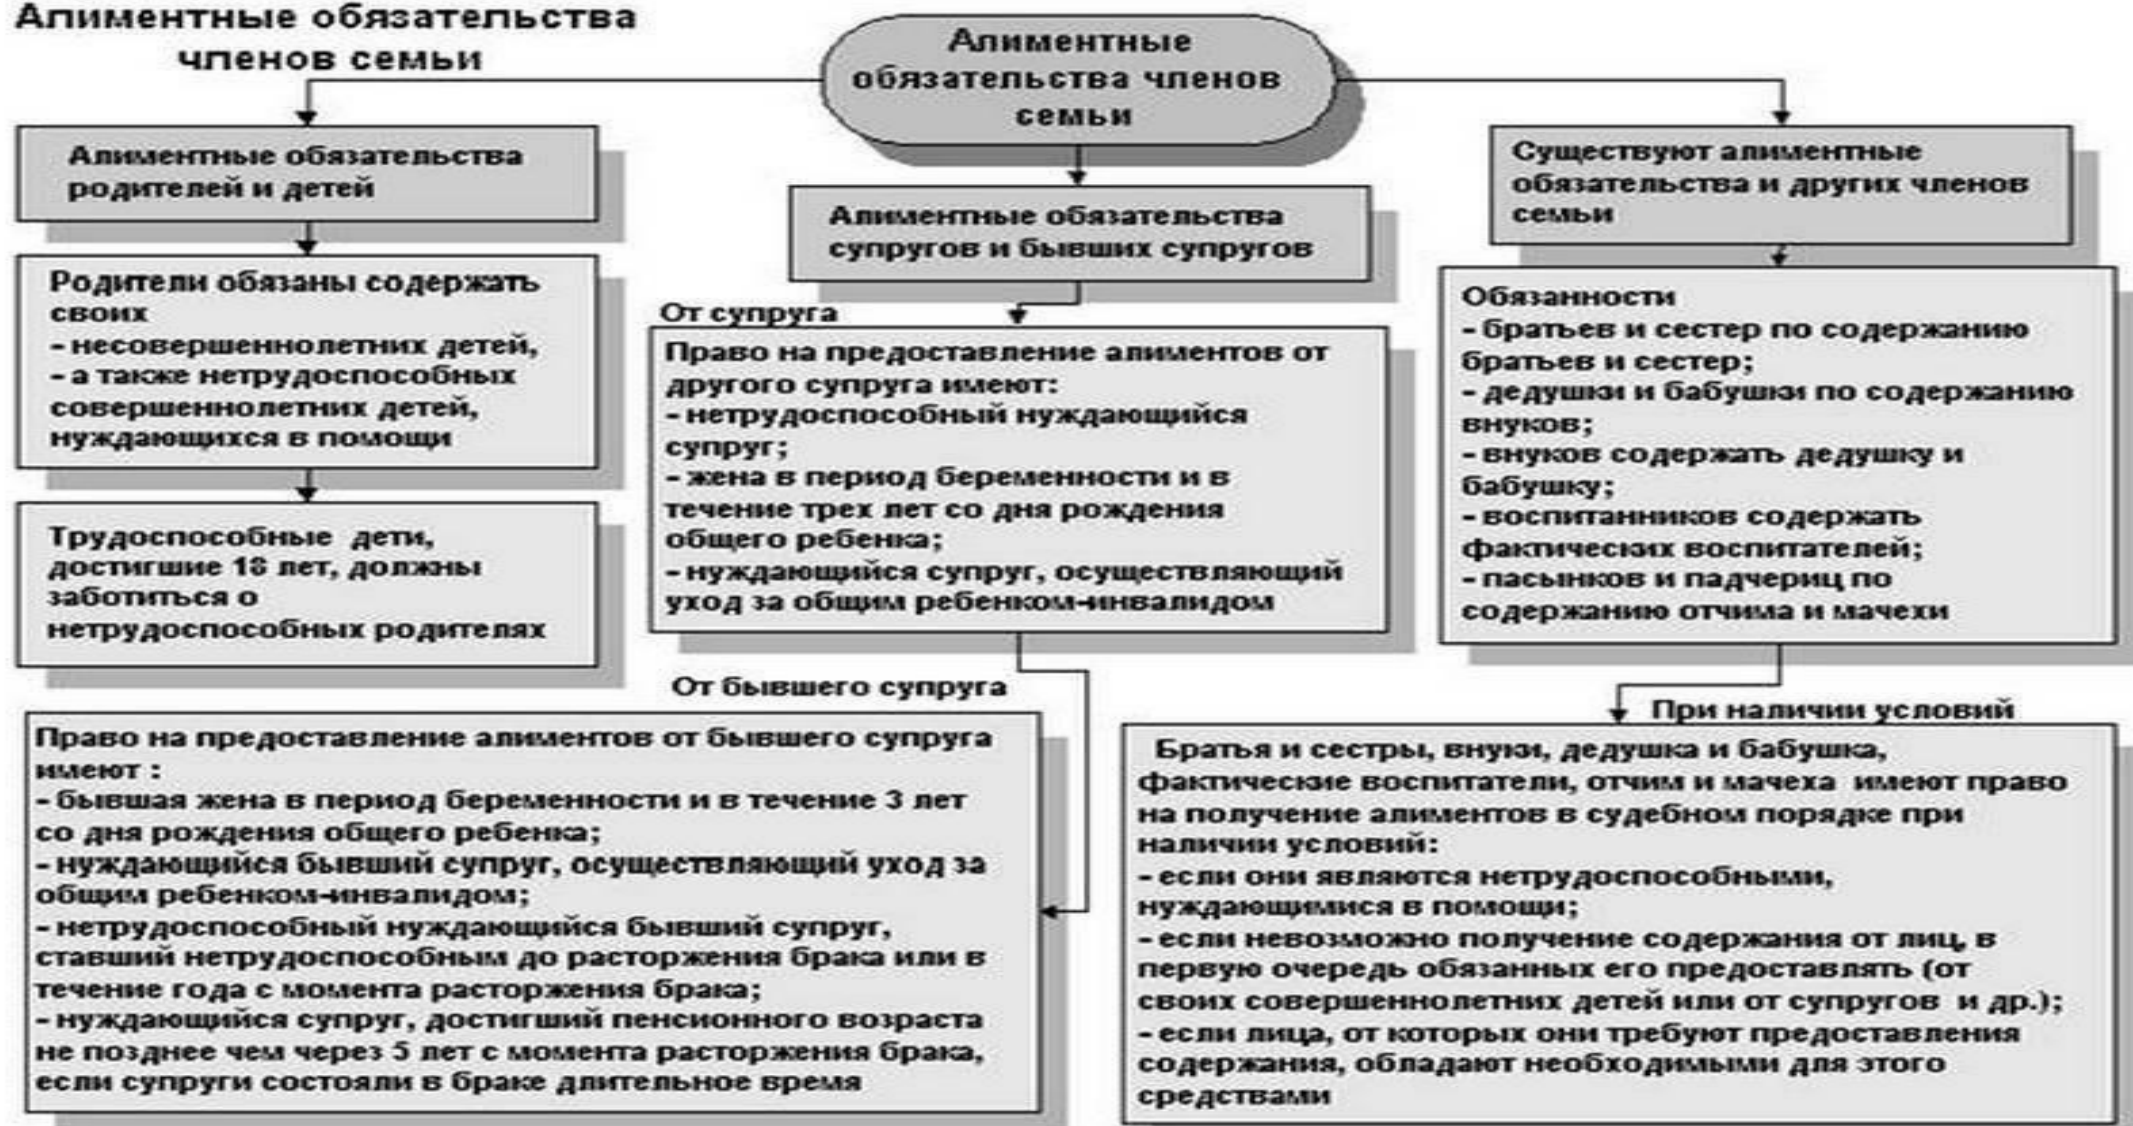 Алиментные обязательства
членов семьи
Алиментные
обязательства членов
семьи
Алиментные обязательства
родителей и детей
Родители обязаны содержать
своих
- несовершеннолетних детей,
- а также нетрудоспособных
совершеннолетних детей,
нуждающихся в помощи
Трудоспособные дети,
достигшие 18 лет, должны
заботиться о
нетрудоспособных родителях
Алиментные обязательства
супругов и бывших супругов
От супруга
Право на предоставление алиментов от
другого супруга имеют:
- нетрудоспособный нуждающийся
супруг;
- жена в период беременности и в
течение трех лет со дня рождения
общего ребенка;
- нуждающийся супруг, осуществляющий
уход за общим ребенком-инвалидом
От бывшего супруга
Право на предоставление алиментов от бывшего супруга
имеют :
- бывшая жена в период беременности и в течение 3 лет
со дня рождения общего ребенка;
- нуждающийся бывший супруг, осуществляющий уход за
общим ребенком-инвалидом;
- нетрудоспособный нуждающийся бывший супруг,
ставший нетрудоспособным до расторжения брака или в
течение года с момента расторжения брака;
- нуждающийся супруг, достигший пенсионного возраста
не позднее чем через 5 лет с момента расторжения брака,
если супруги состояли в браке длительное время
Существуют алиментные
обязательства и других членов
семьи
Обязанности
- братьев и сестер по содержанию
братьев и сестер;
- дедушки и бабушки по содержанию
внуков;
- внуков содержать дедушку и
бабушку;
- воспитанников содержать
фактических воспитателей;
- пасынков и падчериц по
содержанию отчима и мачехи
При наличии условий
Братья и сестры, внуки, дедушка и бабушка,
фактические воспитатели, отчим и мачеха имеют право
на получение алиментов в судебном порядке при
наличии условий:
- если они являются нетрудоспособными,
нуждающимися в помощи;
- если невозможно получение содержания от лиц, в
первую очередь обязанных его предоставлять (от
своих совершеннолетних детей или от супругов и др.);
- если лица, от которых они требуют предоставления
содержания, обладают необходимыми для этого
средствами